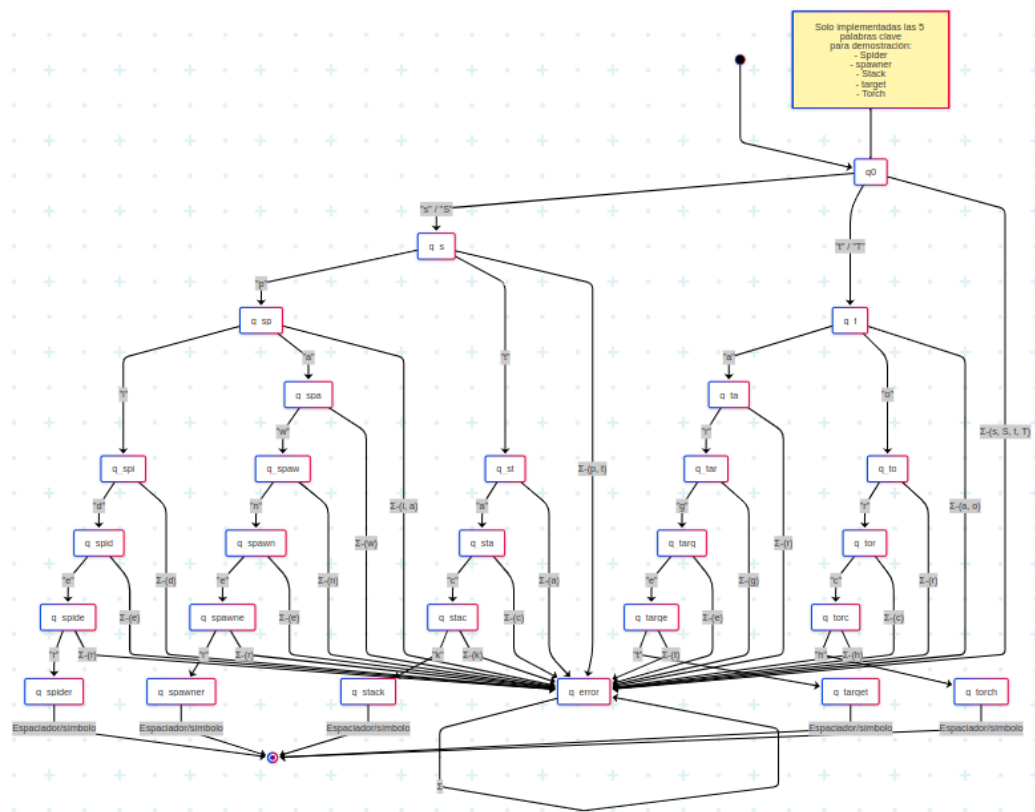 Solo implementadas las 5
palabras clave
para demostración:
- Spider
- spawner
- Stack
- target
- Torch
q0
"s" / "S"
q_s
"t" / "T"
"p"
q_sp
q_t
"a"
"t"
"a"
q_spa
q_ta
"i"
"o"
"w"
"r"
Σ-(s, S, t, T)
q_spi
q_spaw
q_st
Σ-(p, t)
q_tar
q_to
"d"
"n"
Σ-(i, a)
"a"
"g"
"r"
Σ-(a, o)
q_spid
q_spawn
Σ-(w)
q_sta
q_targ
Σ-(r)
q_tor
"e"
Σ-(d)
"e"
Σ-(n)
"c"
Σ-(a)
"e"
Σ-(g)
"c"
Σ-(r)
q_spide
Σ-(e)
q_spawne
Σ-(e)
q_stac
Σ-(c)
q_targe
Σ-(e)
q_torc
Σ-(c)
"r"
Σ-(r)
"r"
Σ-(r)
"k"
Σ-(k)
"t"
Σ-(t)
"h"
Σ-(h)
q_spider
q_spawner
q_stack
q_error
q_target
q_torch
Espaciador/símbolo
Espaciador/símbolo
Espaciador/símbolo
Espaciador/símbolo
Espaciador/símbolo
Σ